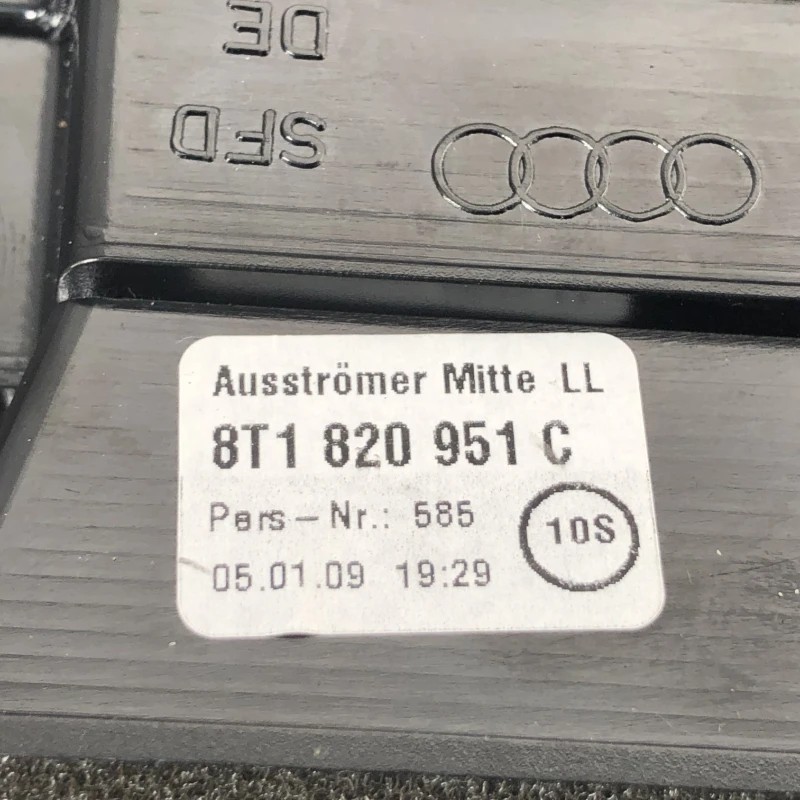 DE
SFD
Ausströmer Mitte LL
8T1 820 951 C
Pers-Nr.: 585
10S
05.01.09 19:29